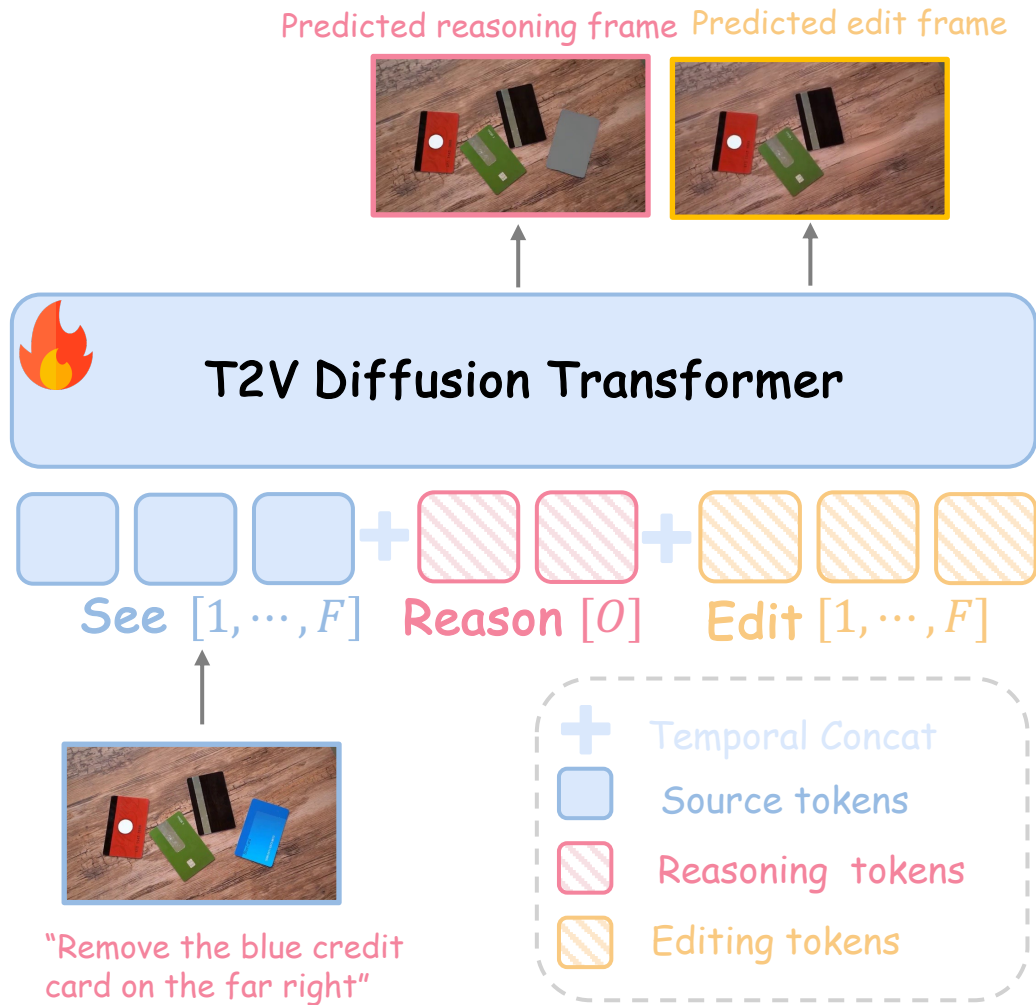 Predicted reasoning frame
Predicted edit frame
T2V Diffusion Transformer
See [1, ⋯, F]
Reason [O]
Edit [1, ⋯, F]
Temporal Concat
Source tokens
Reasoning tokens
Editing tokens
“Remove the blue credit
card on the far right”